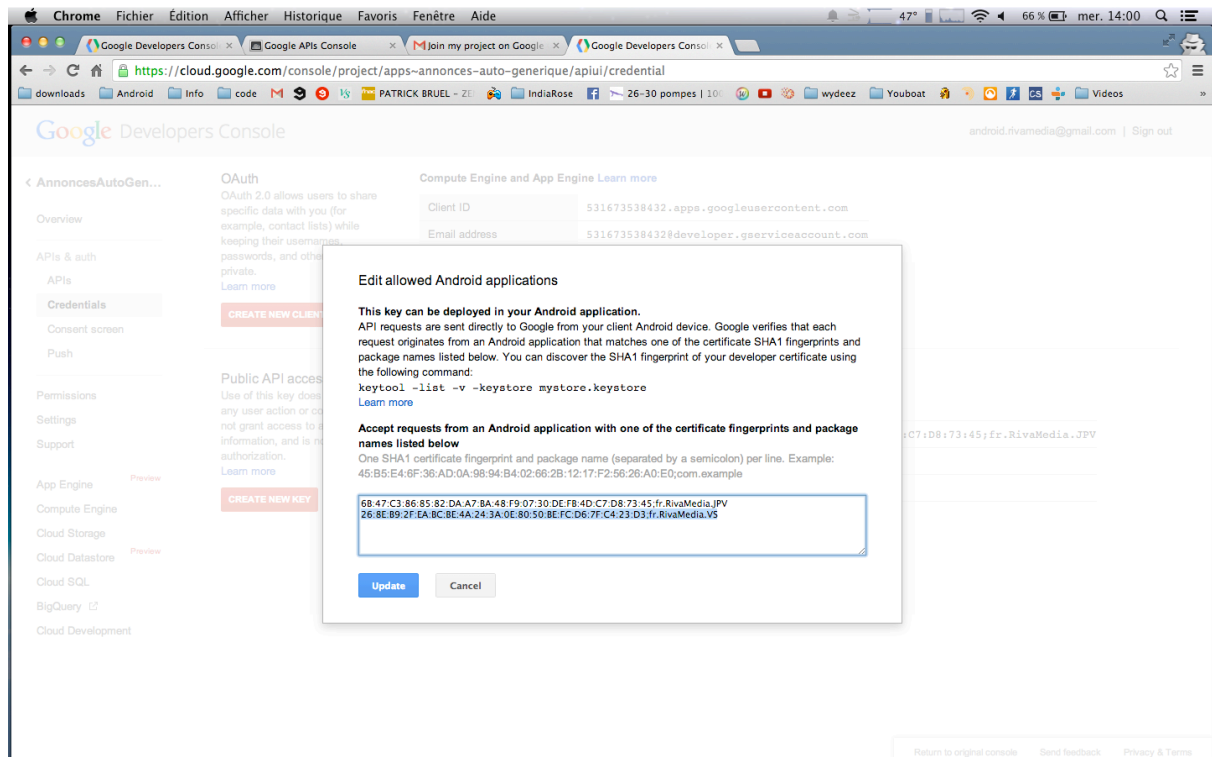 Chrome Fichier Édition Afficher Historique Favoris Fenêtre Aide 47° 66 % mer. 14:00
Google Developers Consol Google APIs Console Join my project on Google Google Developers Consol
https://cloud.google.com/console/project/apps~annonces-auto-generique/apiui/credential
downloads Android Info code PATRICK BRUEL – ZE IndiaRose 26-30 pompes | 100 wydeez Youboat CS Videos »
Google Developers Console android.rivamedia@gmail.com | Sign out
< AnnoncesAutoGen...
Overview
APIs & auth
APIs
Credentials
Consent screen
Push
Permissions
Settings
Support
App Engine Preview
Compute Engine
Cloud Storage
Cloud Datastore Preview
Cloud SQL
BigQuery
Cloud Development
OAuth
OAuth 2.0 allows users to share
specific data with you (for
example, contact lists) while
keeping their usernames,
passwords, and othe
private.
Learn more
CREATE NEW CLIENT
Public API acces
Use of this key does
any user action or co
not grant access to a
information, and is no
authorization.
Learn more
CREATE NEW KEY
Compute Engine and App Engine Learn more
Client ID 531673538432.apps.googleusercontent.com
Email address 531673538432@developer.gserviceaccount.com
:C7:D8:73:45;fr.RivaMedia.JPV
Edit allowed Android applications
This key can be deployed in your Android application.
API requests are sent directly to Google from your client Android device. Google verifies that each
request originates from an Android application that matches one of the certificate SHA1 fingerprints and
package names listed below. You can discover the SHA1 fingerprint of your developer certificate using
the following command:
keytool -list -v -keystore mystore.keystore
Learn more
Accept requests from an Android application with one of the certificate fingerprints and package
names listed below
One SHA1 certificate fingerprint and package name (separated by a semicolon) per line. Example:
45:B5:E4:6F:36:AD:0A:98:94:B4:02:66:2B:12:17:F2:56:26:A0:E0;com.example
6B:47:C3:86:85:82:DA:A7:BA:48:F9:07:30:DE:FB:4D:C7:D8:73:45;fr.RivaMedia.JPV
26:8E:B9:2F:EA:BC:BE:4A:24:3A:0E:80:50:BE:FC:D6:7F:C4:23:D3;fr.RivaMedia.VS
Update Cancel
Return to original console Send feedback Privacy & Terms